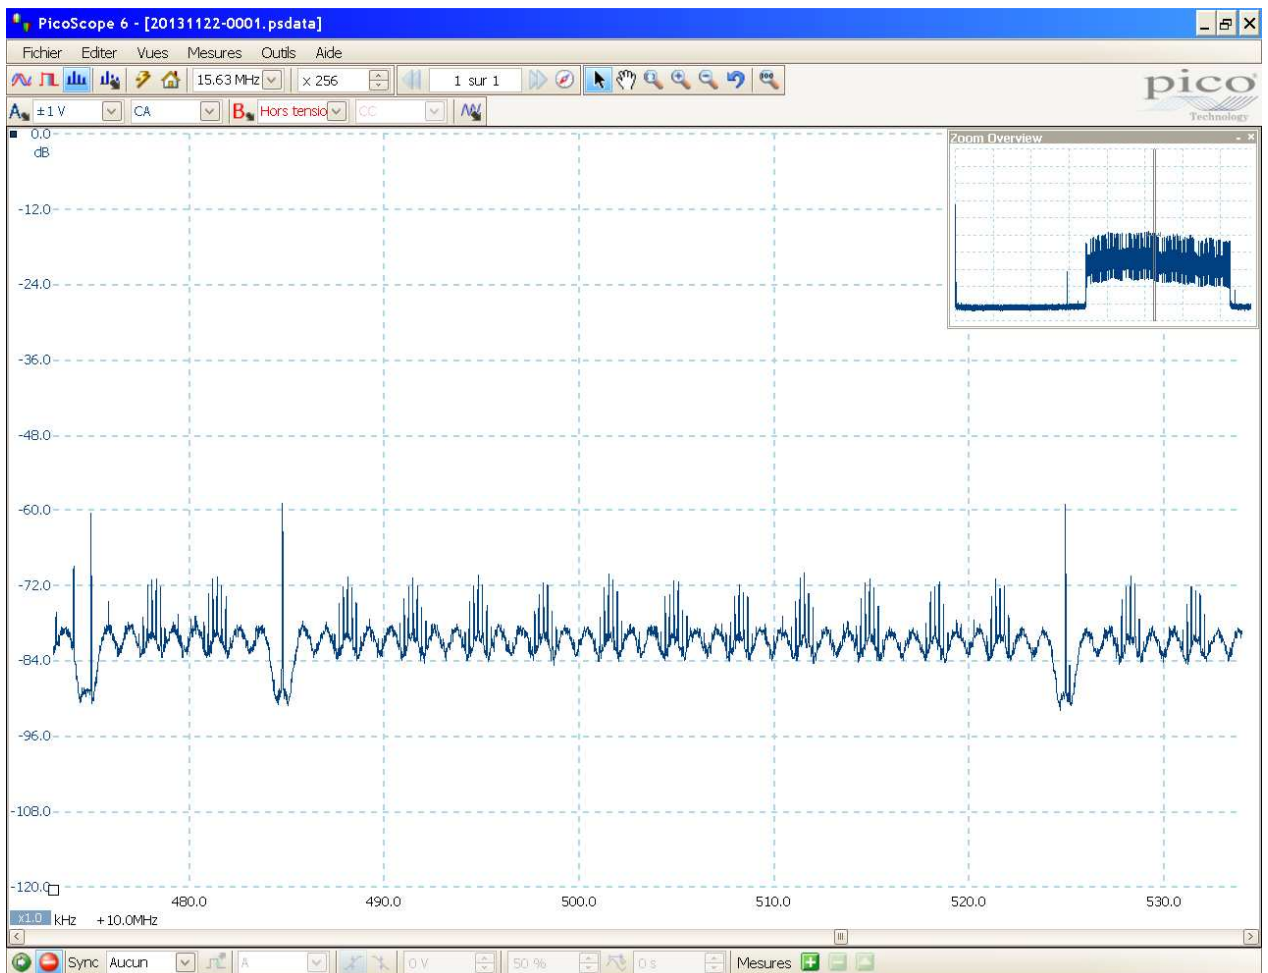 PicoScope 6 - [20131122-0001.psdata]
Fichier Editer Vues Mesures Outils Aide
15.63 MHz x 256 1 sur 1
pico
Technology
A ±1 V CA B Hors tensio CC
0.0
dB
Zoom Overview
-12.0
-24.0
-36.0
-48.0
-60.0
-72.0
-84.0
-96.0
-108.0
-120.0
480.0 490.0 500.0 510.0 520.0 530.0
x1.0 kHz +10.0MHz
Sync Aucun A 0 V 50 % 0 s Mesures